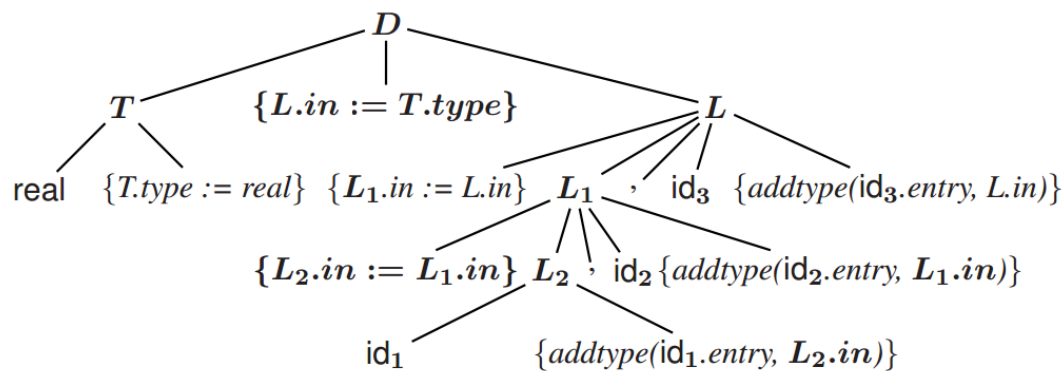 D
T {L.in := T.type} L
real {T.type := real} {L₁.in := L.in} L₁ , id₃ {addtype(id₃.entry, L.in)}
{L₂.in := L₁.in} L₂ , id₂ {addtype(id₂.entry, L₁.in)}
id₁ {addtype(id₁.entry, L₂.in)}